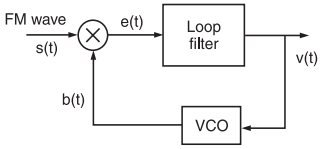 FM wave
s(t)
e(t)
Loop
filter
v(t)
b(t)
VCO